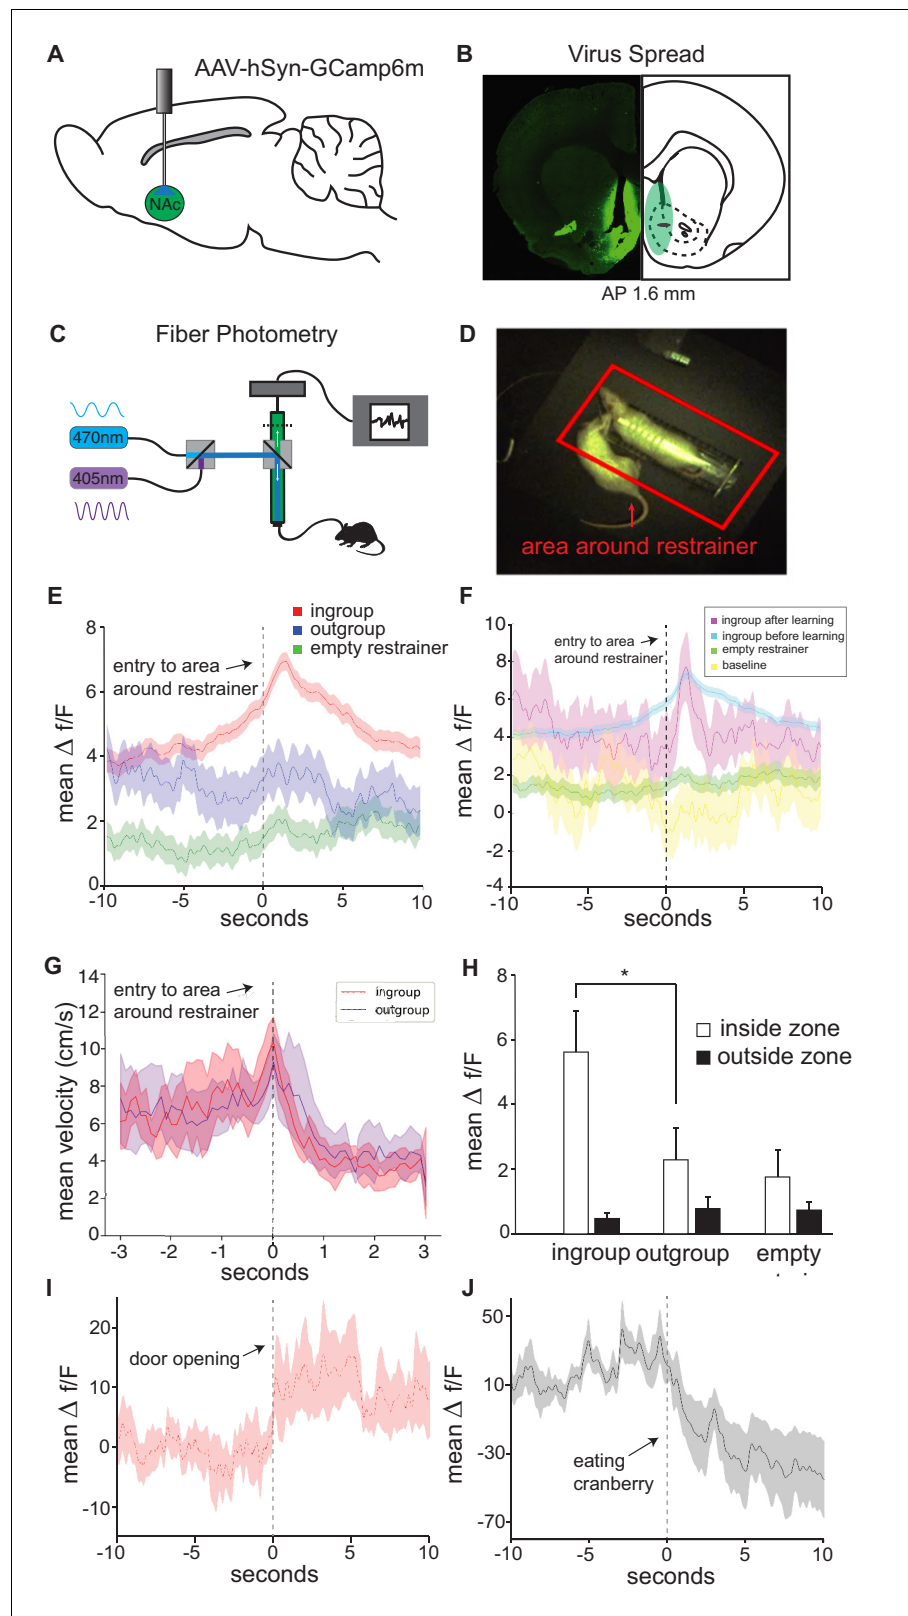 A
AAV-hSyn-GCamp6m
NAc
B
Virus Spread
AP 1.6 mm
C
Fiber Photometry
470nm
405nm
D
area around restrainer
E
ingroup
outgroup
empty restrainer
entry to area
around restrainer
mean Δ f/F
8
6
4
2
0
-10 -5 0 5 10
seconds
F
ingroup after learning
ingroup before learning
empty restrainer
baseline
entry to area
around restrainer
mean Δ f/F
10
8
6
4
2
0
-2
-4
-10 -5 0 5 10
seconds
G
entry to area
around restrainer
ingroup
outgroup
mean velocity (cm/s)
14
12
10
8
6
4
2
0
-3 -2 -1 0 1 2 3
seconds
H
*
inside zone
outside zone
mean Δ f/F
8
6
4
2
0
ingroup outgroup empty
I
door opening
mean Δ f/F
20
10
0
-10
-10 -5 0 5 10
seconds
J
eating
cranberry
mean Δ f/F
50
10
-30
-70
-10 -5 0 5 10
seconds